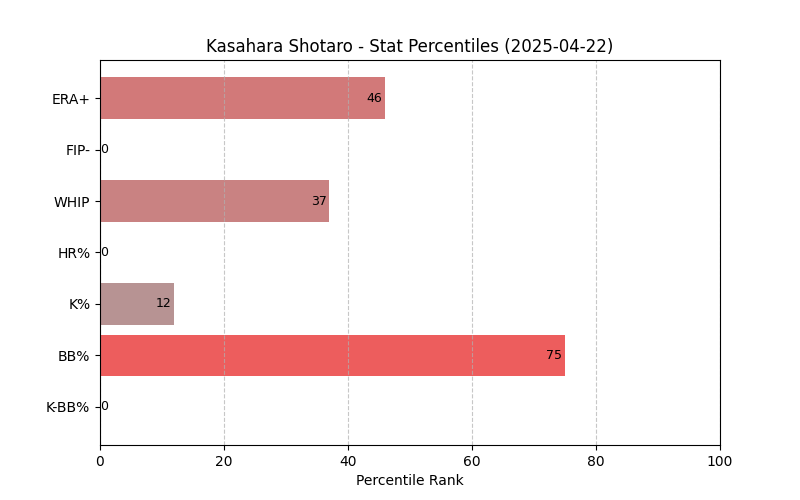 Kasahara Shotaro - Stat Percentiles (2025-04-22)
ERA+ 46
FIP- 0
WHIP 37
HR% 0
K% 12
BB% 75
K-BB% 0
0 20 40 60 80 100
Percentile Rank